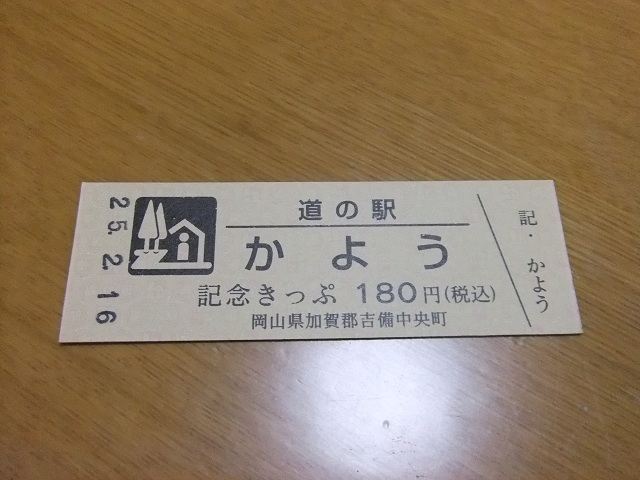 25.2.16
道の駅
かよう
記念きっぷ 180円(税込)
岡山県加賀郡吉備中央町
記・かよう